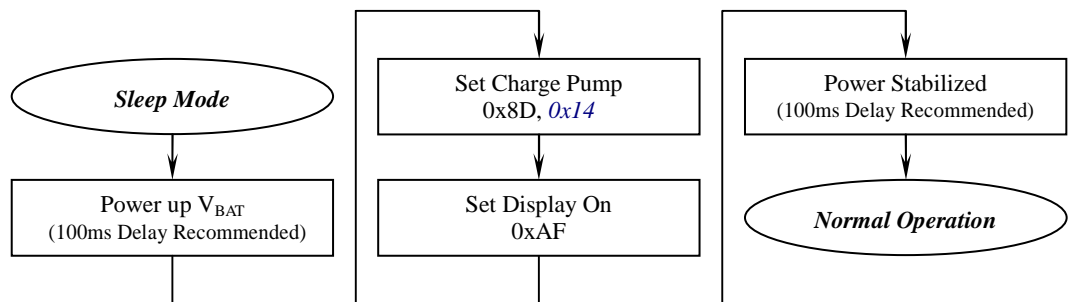 Sleep Mode
Power up VBAT
(100ms Delay Recommended)
Set Charge Pump
0x8D, 0x14
Set Display On
0xAF
Power Stabilized
(100ms Delay Recommended)
Normal Operation